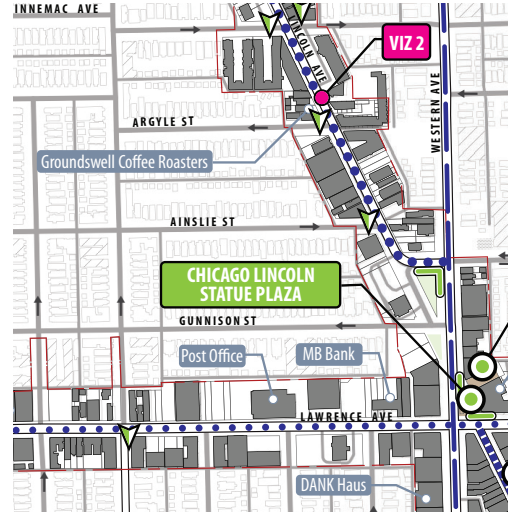 INNEMAC AVE
LINCOLN AVE
VIZ 2
WESTERN AVE
ARGYLE ST
Groundswell Coffee Roasters
AINSLIE ST
CHICAGO LINCOLN
STATUE PLAZA
GUNNISON ST
Post Office
MB Bank
LAWRENCE AVE
DANK Haus